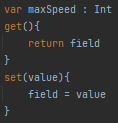 var maxSpeed : Int
get(){
    return field
}
set(value){
    field = value
}